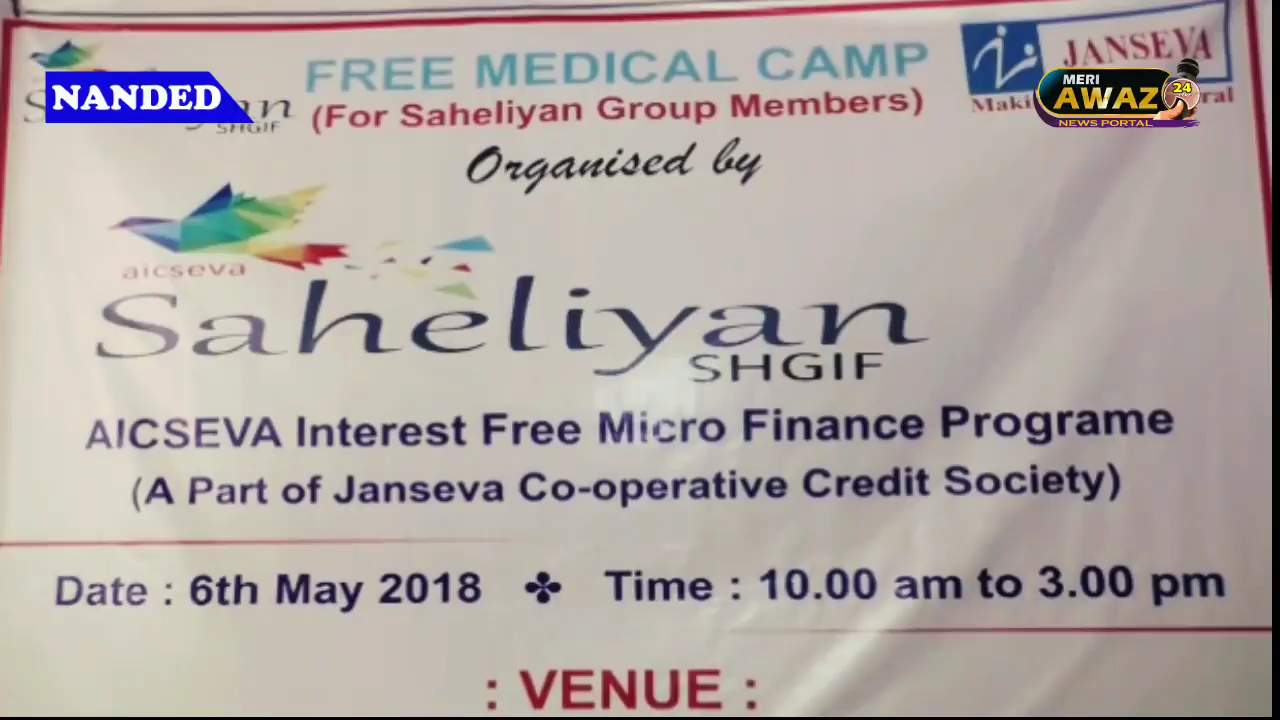 NANDED
FREE MEDICAL CAMP
(For Saheliyan Group Members)
Organised by
JANSEVA
MERI
AWAZ 24
NEWS PORTAL
SHGIF
aicseva
Saheliyan
SHGIF
AICSEVA Interest Free Micro Finance Programe
(A Part of Janseva Co-operative Credit Society)
Date : 6th May 2018 ✤ Time : 10.00 am to 3.00 pm
: VENUE :